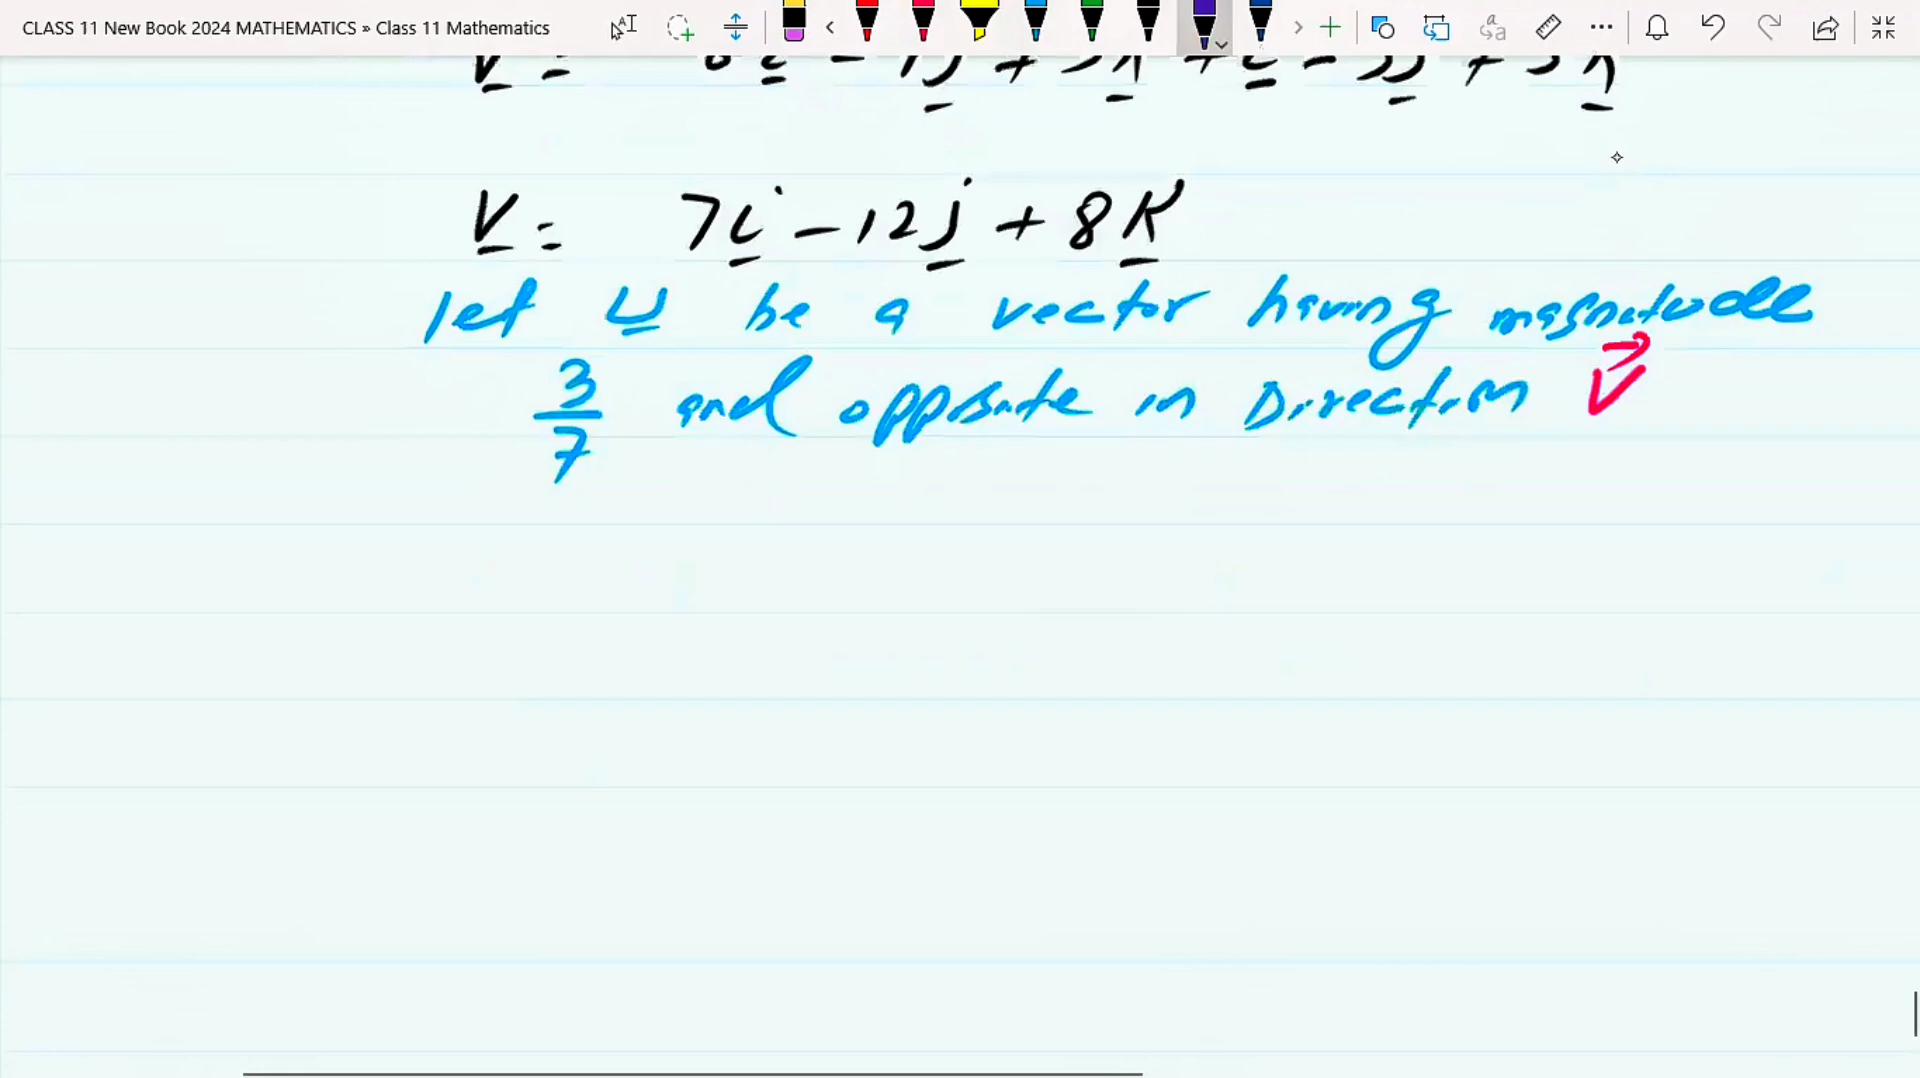 CLASS 11 New Book 2024 MATHEMATICS » Class 11 Mathematics
V = 7i - 12j + 8K
let u be a vector having magnitude
3/7 and opposite in Direction V⃗